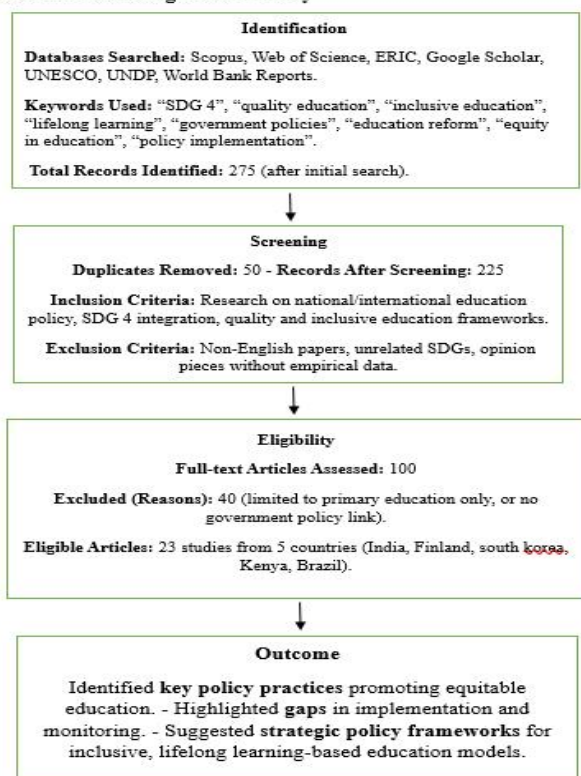 Identification
Databases Searched: Scopus, Web of Science, ERIC, Google Scholar,
UNESCO, UNDP, World Bank Reports.
Keywords Used: “SDG 4”, “quality education”, “inclusive education”,
“lifelong learning”, “government policies”, “education reform”, “equity
in education”, “policy implementation”.
Total Records Identified: 275 (after initial search).
Screening
Duplicates Removed: 50 - Records After Screening: 225
Inclusion Criteria: Research on national/international education
policy, SDG 4 integration, quality and inclusive education frameworks.
Exclusion Criteria: Non-English papers, unrelated SDGs, opinion
pieces without empirical data.
Eligibility
Full-text Articles Assessed: 100
Excluded (Reasons): 40 (limited to primary education only, or no
government policy link).
Eligible Articles: 23 studies from 5 countries (India, Finland, south korea,
Kenya, Brazil).
Outcome
Identified key policy practices promoting equitable
education. - Highlighted gaps in implementation and
monitoring. - Suggested strategic policy frameworks for
inclusive, lifelong learning-based education models.